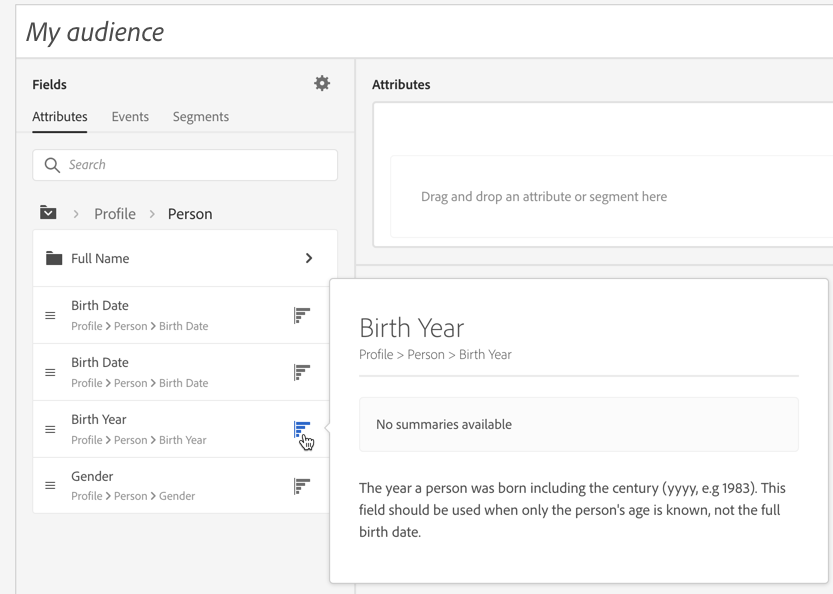 My audience
Fields
Attributes Events Segments
Search
Profile > Person
Full Name
Birth Date
Profile > Person > Birth Date
Birth Date
Profile > Person > Birth Date
Birth Year
Profile > Person > Birth Year
Gender
Profile > Person > Gender
Attributes
Drag and drop an attribute or segment here
Birth Year
Profile > Person > Birth Year
No summaries available
The year a person was born including the century (yyyy, e.g 1983). This
field should be used when only the person's age is known, not the full
birth date.